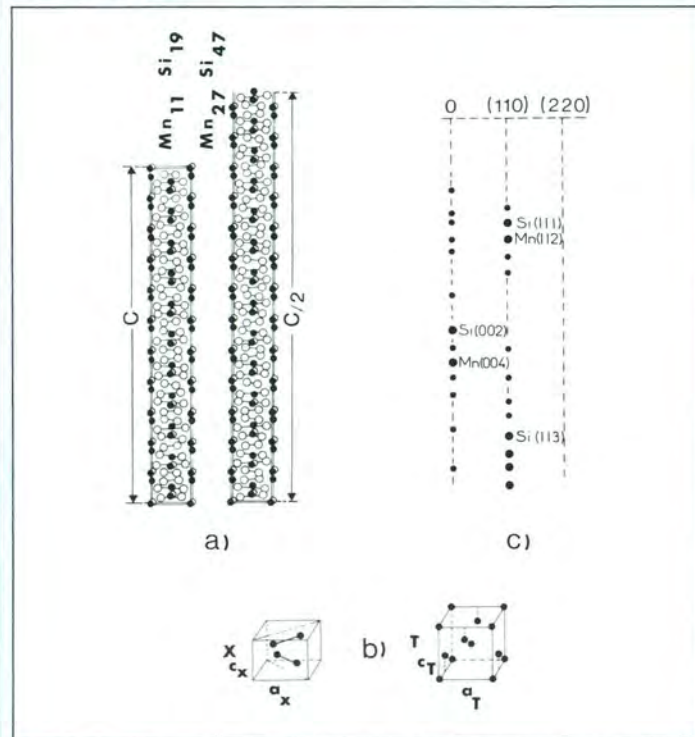 Mn11 Si19
Mn27 Si47
C
C/2
a)
0 (110) (220)
Si(111)
Mn(112)
Si(002)
Mn(004)
Si(113)
c)
X
cx
ax
b)
T
cT
aT